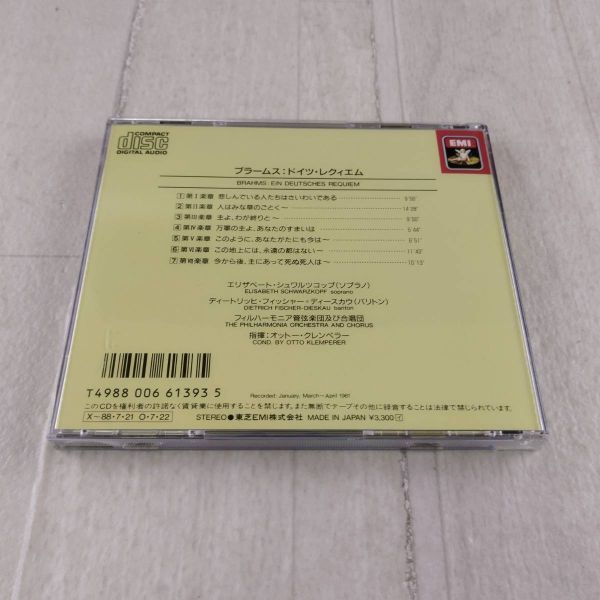 COMPACT
disc
DIGITAL AUDIO
EMI
ブラームス:ドイツ・レクィエム
BRAHMS: EIN DEUTSCHES REQUIEM
① 第Ⅰ楽章 悲しんでいる人たちはさいわいである 9'56"
② 第Ⅱ楽章 人はみな草のごとく〜 14'28"
③ 第Ⅲ楽章 主よ、わが終りと〜 9'50"
④ 第Ⅳ楽章 万軍の主よ、あなたのすまいは 5'44"
⑤ 第Ⅴ楽章 このように、あなたがたにも今は〜 6'51"
⑥ 第Ⅵ楽章 この地上には、永遠の都はない〜 11'43"
⑦ 第Ⅶ楽章 今から後、主にあって死ぬ死人は〜 10'15"
エリザベート・シュワルツコップ(ソプラノ)
ELISABETH SCHWARZKOPF soprano
ディートリッヒ・フィッシャー・ディースカウ(バリトン)
DIETRICH FISCHER-DIESKAU bariton
フィルハーモニア管弦楽団及び合唱団
THE PHILHARMONIA ORCHESTRA AND CHORUS
指揮:オットー・クレンペラー
COND. BY OTTO KLEMPERER
T4988 006 61393 5
Recorded: January, March〜April 1961
このCDを権利者の許諾なく賃貸業に使用することを禁じます。また無断でテープその他に録音することは法律で禁じられています。
X-88・7・21 O・7・22
STEREO●東芝EMI株式会社 MADE IN JAPAN ¥3,300